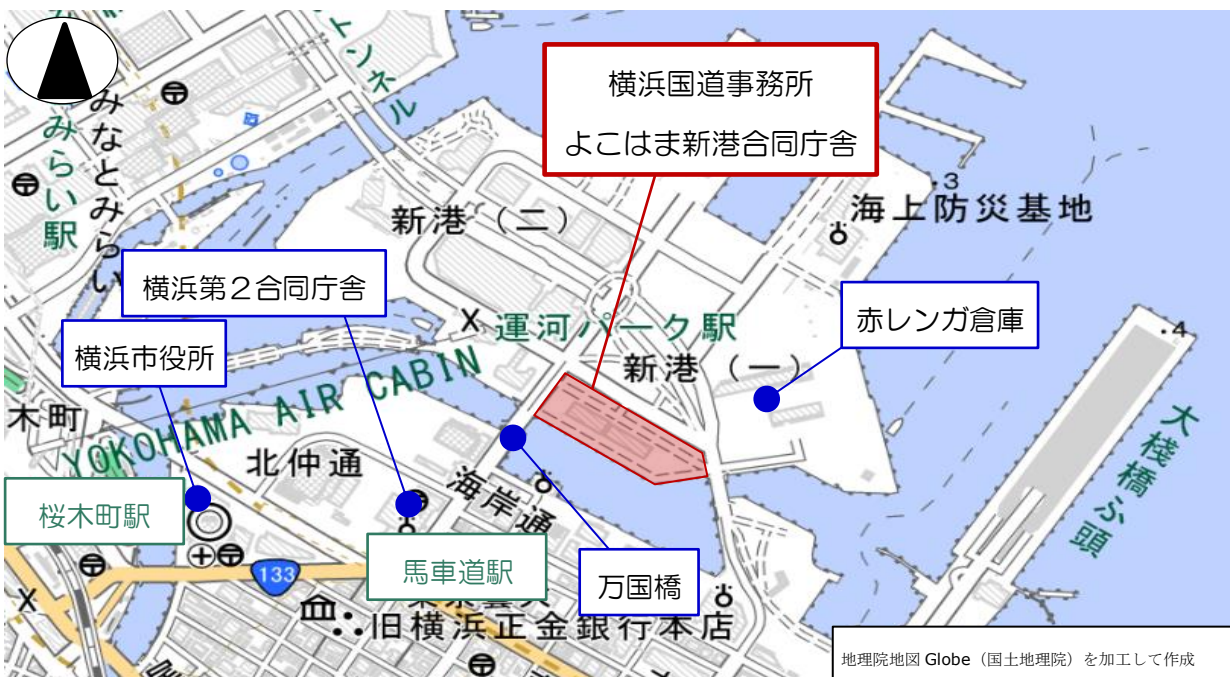 トンネル
みなとみらい
みらい駅
横浜国道事務所
よこはま新港合同庁舎
3
海上防災基地
新港（二）
横浜第２合同庁舎
運河パーク駅
赤レンガ倉庫
横浜市役所
新港（一）
4
木町
YOKOHAMA AIR CABIN
大棧橋ふ頭
北仲通
海岸通
桜木町駅
馬車道駅
万国橋
133
旧横浜正金銀行本店
地理院地図 Globe（国土地理院）を加工して作成